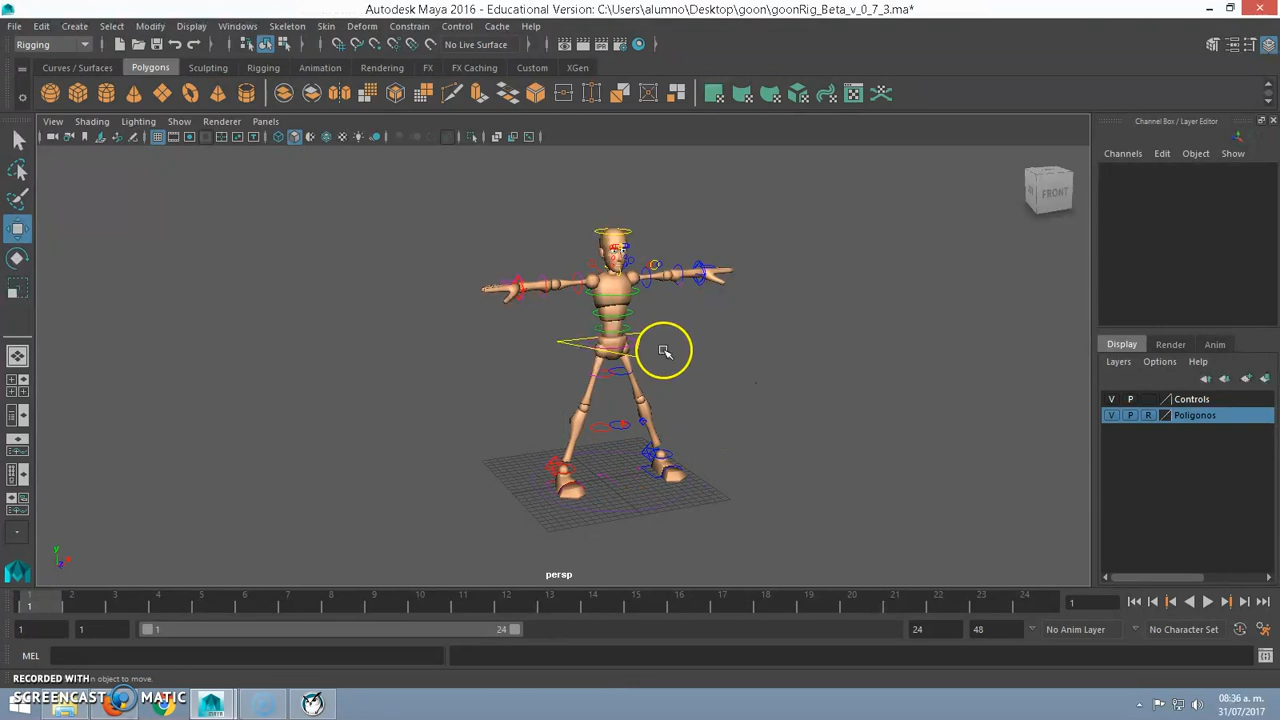 Autodesk Maya 2016 - Educational Version: C:\Users\alumno\Desktop\goon\goonRig_Beta_v_0_7_3.ma*
File Edit Create Select Modify Display Windows Skeleton Skin Deform Constrain Control Cache Help
Rigging No Live Surface
Curves / Surfaces Polygons Sculpting Rigging Animation Rendering FX FX Caching Custom XGen
View Shading Lighting Show Renderer Panels
Channel Box / Layer Editor
Channels Edit Object Show
FRONT
Display Render Anim
Layers Options Help
V P Controls
V P R Poligonos
y
persp
1 2 3 4 5 6 7 8 9 10 11 12 13 14 15 16 17 18 19 20 21 22 23 24
1 1
1 1 1 24 24 48 No Anim Layer No Character Set
MEL
RECORDED WITH n object to move.
SCREENCAST MATIC
08:36 a. m.
31/07/2017